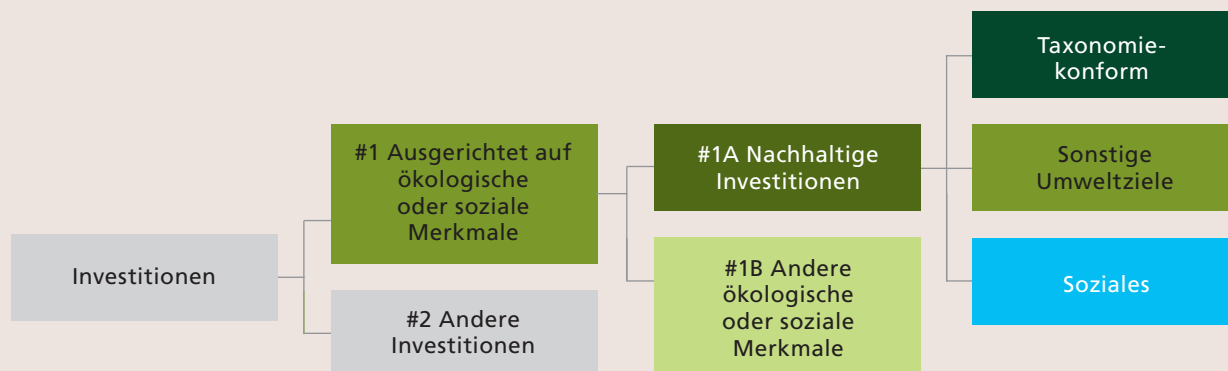 Investitionen
#1 Ausgerichtet auf
ökologische
oder soziale
Merkmale
#2 Andere
Investitionen
#1A Nachhaltige
Investitionen
#1B Andere
ökologische
oder soziale
Merkmale
Taxonomie-
konform
Sonstige
Umweltziele
Soziales